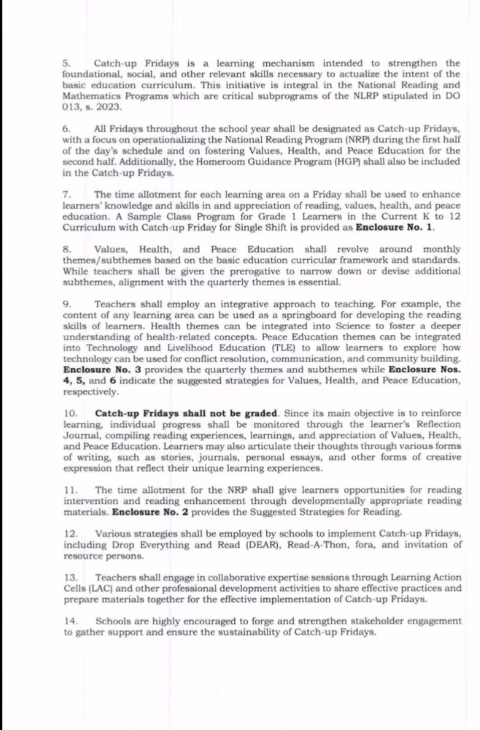 5. Catch-up Fridays is a learning mechanism intended to strengthen the
foundational, social, and other relevant skills necessary to actualize the intent of the
basic education curriculum. This initiative is integral in the National Reading and
Mathematics Programs which are critical subprograms of the NLRP stipulated in DO
013, s. 2023.
6. All Fridays throughout the school year shall be designated as Catch-up Fridays,
with a focus on operationalizing the National Reading Program (NRP) during the first half
of the day's schedule and on fostering Values, Health, and Peace Education for the
second half. Additionally, the Homeroom Guidance Program (HGP) shall also be included
in the Catch-up Fridays.
7. The time allotment for each learning area on a Friday shall be used to enhance
learners' knowledge and skills in and appreciation of reading, values, health, and peace
education. A Sample Class Program for Grade 1 Learners in the Current K to 12
Curriculum with Catch-up Friday for Single Shift is provided as Enclosure No. 1.
8. Values, Health, and Peace Education shall revolve around monthly
themes/subthemes based on the basic education curricular framework and standards.
While teachers shall be given the prerogative to narrow down or devise additional
subthemes, alignment with the quarterly themes is essential.
9. Teachers shall employ an integrative approach to teaching. For example, the
content of any learning area can be used as a springboard for developing the reading
skills of learners. Health themes can be integrated into Science to foster a deeper
understanding of health-related concepts. Peace Education themes can be integrated
into Technology and Livelihood Education (TLE) to allow learners to explore how
technology can be used for conflict resolution, communication, and community building.
Enclosure No. 3 provides the quarterly themes and subthemes while Enclosure Nos.
4, 5, and 6 indicate the suggested strategies for Values, Health, and Peace Education,
respectively.
10. Catch-up Fridays shall not be graded. Since its main objective is to reinforce
learning, individual progress shall be monitored through the learner's Reflection
Journal, compiling reading experiences, learnings, and appreciation of Values, Health,
and Peace Education. Learners may also articulate their thoughts through various forms
of writing, such as stories, journals, personal essays, and other forms of creative
expression that reflect their unique learning experiences.
11. The time allotment for the NRP shall give learners opportunities for reading
intervention and reading enhancement through developmentally appropriate reading
materials. Enclosure No. 2 provides the Suggested Strategies for Reading.
12. Various strategies shall be employed by schools to implement Catch-up Fridays,
including Drop Everything and Read (DEAR), Read-A-Thon, fora, and invitation of
resource persons.
13. Teachers shall engage in collaborative expertise sessions through Learning Action
Cells (LAC) and other professional development activities to share effective practices and
prepare materials together for the effective implementation of Catch-up Fridays.
14. Schools are highly encouraged to forge and strengthen stakeholder engagement
to gather support and ensure the sustainability of Catch-up Fridays.